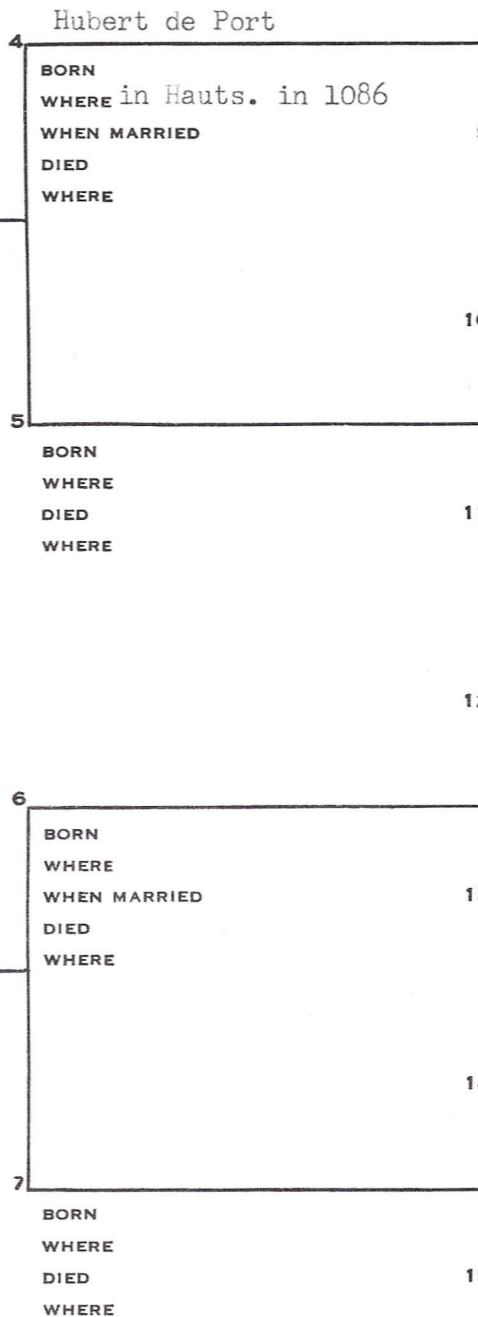 Hubert de Port
4
BORN
WHERE in Hauts. in 1086
WHEN MARRIED
DIED
WHERE
10
5
BORN
WHERE
DIED
WHERE
6
BORN
WHERE
WHEN MARRIED
DIED
WHERE
7
BORN
WHERE
DIED
WHERE